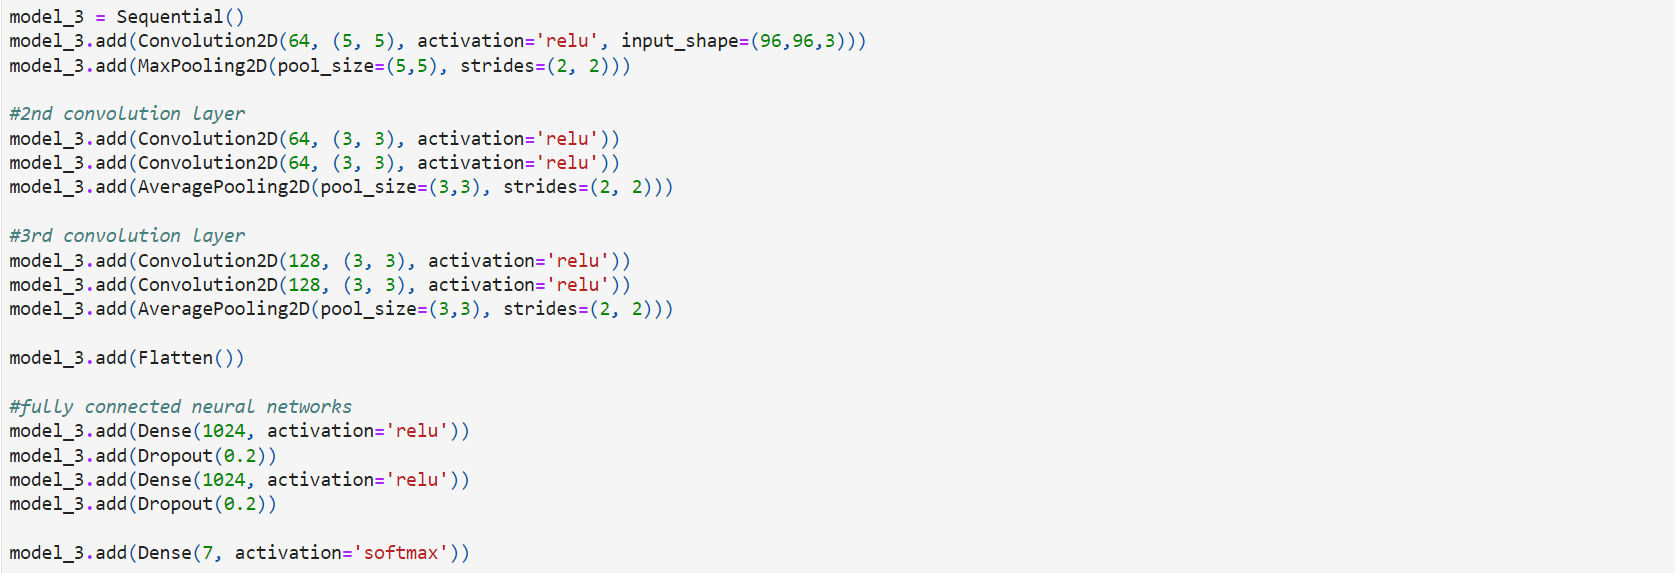 model_3 = Sequential()
model_3.add(Convolution2D(64, (5, 5), activation='relu', input_shape=(96,96,3)))
model_3.add(MaxPooling2D(pool_size=(5,5), strides=(2, 2)))
#2nd convolution layer
model_3.add(Convolution2D(64, (3, 3), activation='relu'))
model_3.add(Convolution2D(64, (3, 3), activation='relu'))
model_3.add(AveragePooling2D(pool_size=(3,3), strides=(2, 2)))
#3rd convolution layer
model_3.add(Convolution2D(128, (3, 3), activation='relu'))
model_3.add(Convolution2D(128, (3, 3), activation='relu'))
model_3.add(AveragePooling2D(pool_size=(3,3), strides=(2, 2)))
model_3.add(Flatten())
#fully connected neural networks
model_3.add(Dense(1024, activation='relu'))
model_3.add(Dropout(0.2))
model_3.add(Dense(1024, activation='relu'))
model_3.add(Dropout(0.2))
model_3.add(Dense(7, activation='softmax'))